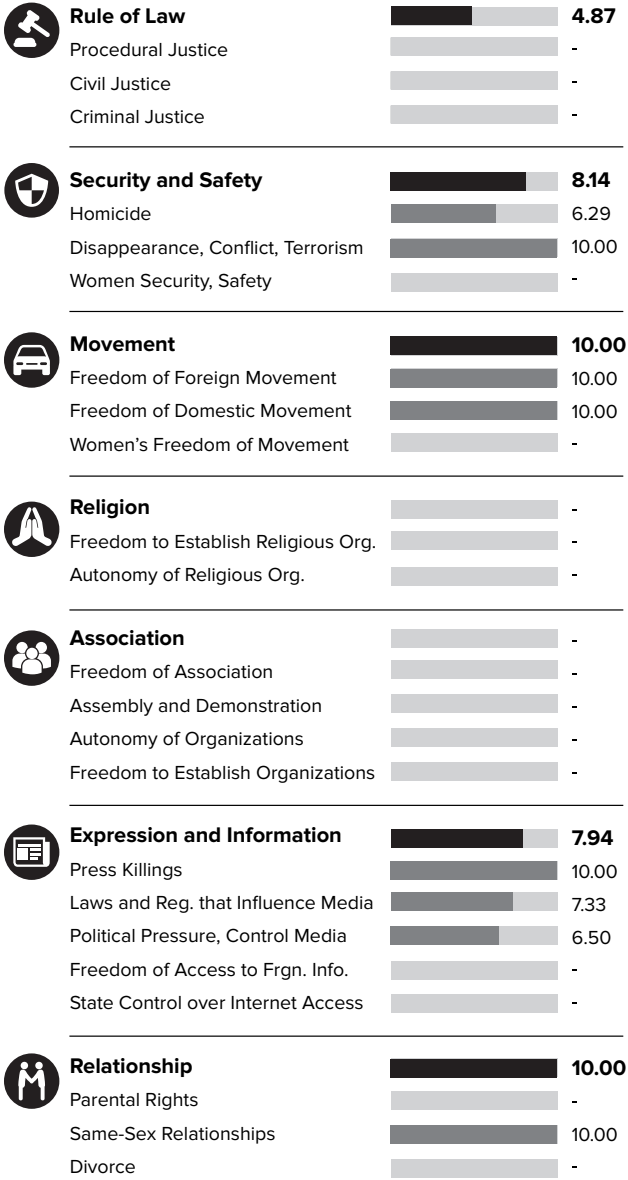 Rule of Law 4.87
Procedural Justice -
Civil Justice -
Criminal Justice -
Security and Safety 8.14
Homicide 6.29
Disappearance, Conflict, Terrorism 10.00
Women Security, Safety -
Movement 10.00
Freedom of Foreign Movement 10.00
Freedom of Domestic Movement 10.00
Women’s Freedom of Movement -
Religion -
Freedom to Establish Religious Org. -
Autonomy of Religious Org. -
Association -
Freedom of Association -
Assembly and Demonstration -
Autonomy of Organizations -
Freedom to Establish Organizations -
Expression and Information 7.94
Press Killings 10.00
Laws and Reg. that Influence Media 7.33
Political Pressure, Control Media 6.50
Freedom of Access to Frgn. Info. -
State Control over Internet Access -
Relationship 10.00
Parental Rights -
Same-Sex Relationships 10.00
Divorce -